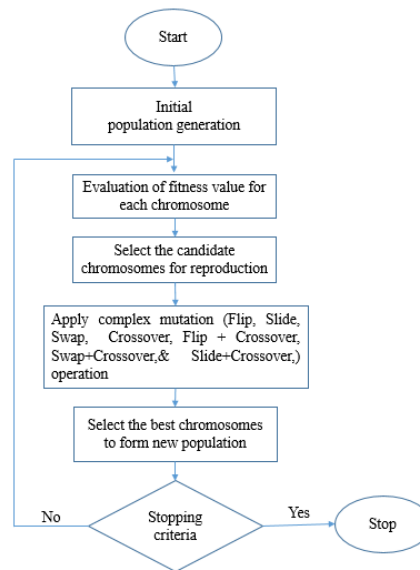 Start
Initial
population generation
Evaluation of fitness value for
each chromosome
Select the candidate
chromosomes for reproduction
Apply complex mutation (Flip, Slide,
Swap, Crossover, Flip + Crossover,
Swap+Crossover,& Slide+Crossover,)
operation
Select the best chromosomes
to form new population
No
Stopping
criteria
Yes
Stop